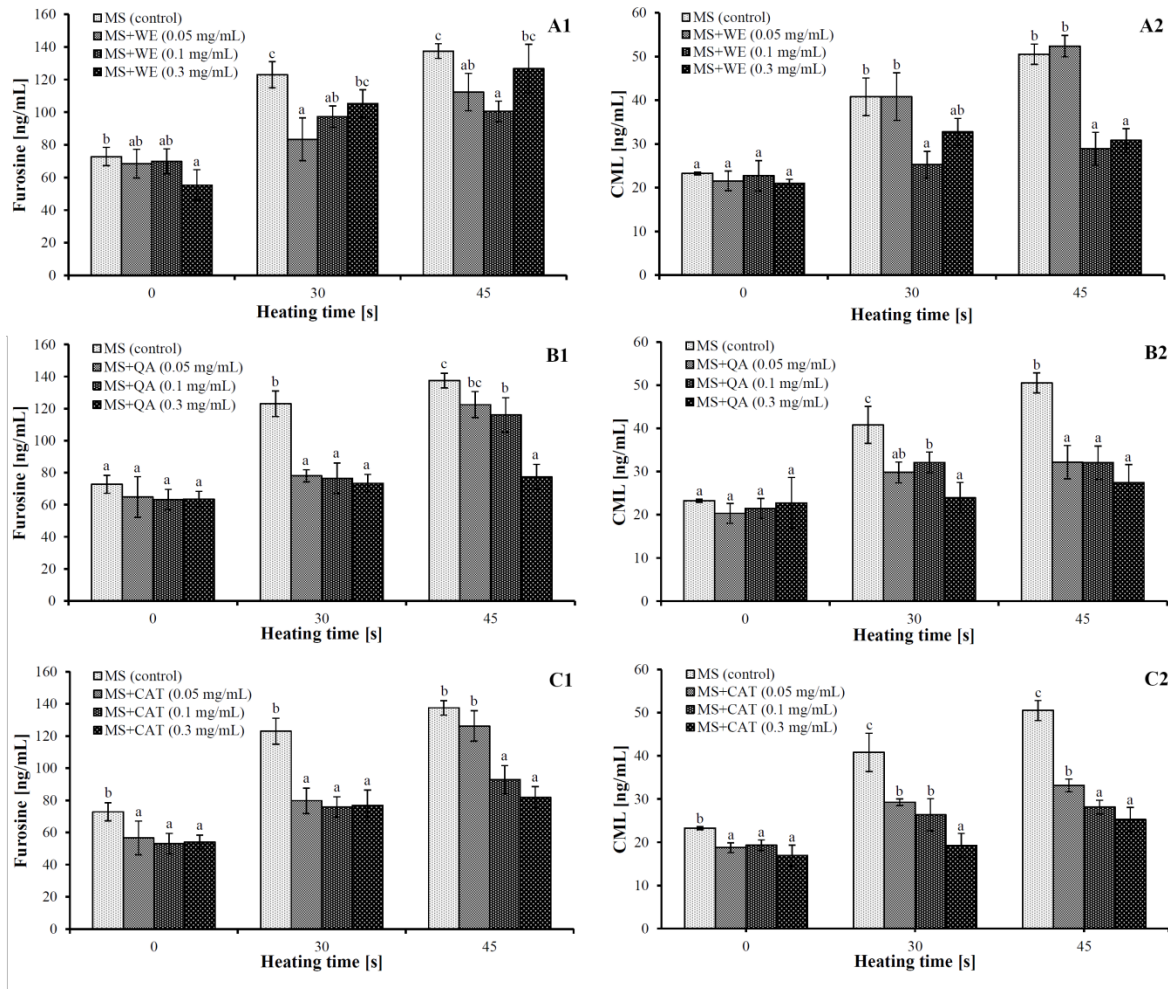 A1
MS (control)
MS+WE (0.05 mg/mL)
MS+WE (0.1 mg/mL)
MS+WE (0.3 mg/mL)
Furosine [ng/mL]
160
140
120
100
80
60
40
20
0
b ab ab a
c a ab bc
c ab a bc
0 30 45
Heating time [s]
A2
MS (control)
MS+WE (0.05 mg/mL)
MS+WE (0.1 mg/mL)
MS+WE (0.3 mg/mL)
CML [ng/mL]
60
50
40
30
20
10
0
a a a a
b b a ab
b b a a
0 30 45
Heating time [s]
B1
MS (control)
MS+QA (0.05 mg/mL)
MS+QA (0.1 mg/mL)
MS+QA (0.3 mg/mL)
Furosine [ng/mL]
160
140
120
100
80
60
40
20
0
a a a a
b a a a
c bc b a
0 30 45
Heating time [s]
B2
MS (control)
MS+QA (0.05 mg/mL)
MS+QA (0.1 mg/mL)
MS+QA (0.3 mg/mL)
CML [ng/mL]
60
50
40
30
20
10
0
a a a a
c ab b a
b a a a
0 30 45
Heating time [s]
C1
MS (control)
MS+CAT (0.05 mg/mL)
MS+CAT (0.1 mg/mL)
MS+CAT (0.3 mg/mL)
Furosine [ng/mL]
160
140
120
100
80
60
40
20
0
b a a a
b a a a
b b a a
0 30 45
Heating time [s]
C2
MS (control)
MS+CAT (0.05 mg/mL)
MS+CAT (0.1 mg/mL)
MS+CAT (0.3 mg/mL)
CML [ng/mL]
60
50
40
30
20
10
0
b a a a
c b b a
c b a a
0 30 45
Heating time [s]